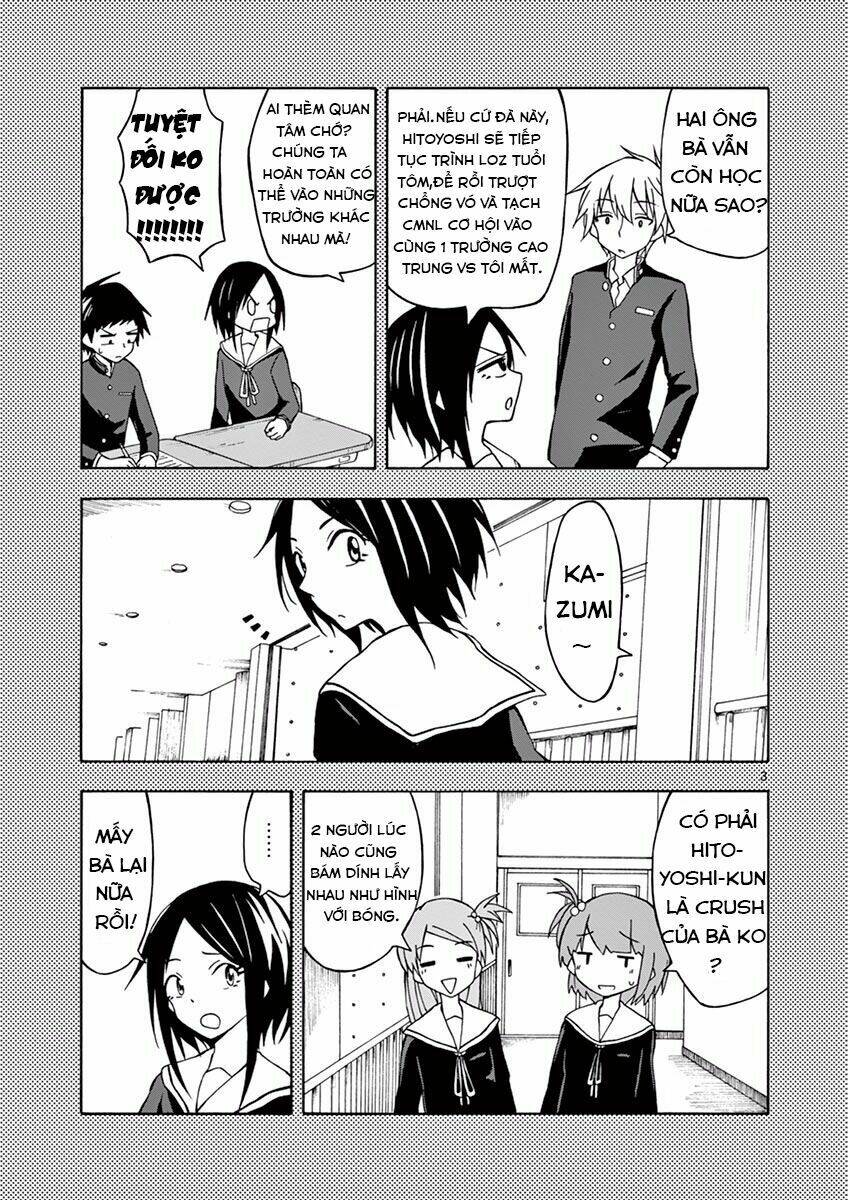 HAI ÔNG
BÀ VẪN
CÒN HỌC
NỮA SAO?
PHẢI.NẾU CỨ ĐÀ NÀY,
HITOYOSHI SẼ TIẾP
TỤC TRÌNH LOZ TUỔI
TÔM,ĐỂ RỒI TRƯỢT
CHỔNG VÓ VÀ TẠCH
CMNL CƠ HỘI VÀO
CÙNG 1 TRƯỜNG CAO
TRUNG VS TÔI MẤT.
AI THÈM QUAN
TÂM CHỚ?
CHÚNG TA
HOÀN TOÀN CÓ
THỂ VÀO NHỮNG
TRƯỜNG KHÁC
NHAU MÀ!
TUYỆT
ĐỐI KO
ĐƯỢC
!!!!!!!!!
KA-
ZUMI
~
3
CÓ PHẢI
HITO-
YOSHI-KUN
LÀ CRUSH
CỦA BÀ KO
?
2 NGƯỜI LÚC
NÀO CŨNG
BÁM DÍNH LẤY
NHAU NHƯ HÌNH
VỚI BÓNG.
......
MẤY
BÀ LẠI
NỮA
RỒI!